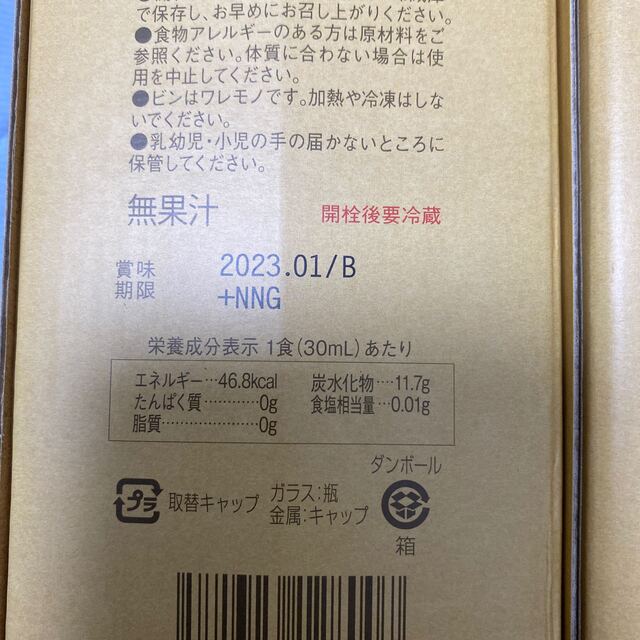 で保存し、お早めにお召し上がりください。
●食物アレルギーのある方は原材料をご
参照ください。体質に合わない場合は使
用を中止してください。
●ビンはワレモノです。加熱や冷凍はしな
いでください。
●乳幼児・小児の手の届かないところに
保管してください。
無果汁 開栓後要冷蔵
賞味
期限
2023.01/B
+NNG
栄養成分表示 1食(30mL)あたり
エネルギー…46.8kcal 炭水化物…11.7g
たんぱく質…………0g 食塩相当量…0.01g
脂質…………………0g
ダンボール
プラ 取替キャップ ガラス:瓶
金属:キャップ
箱